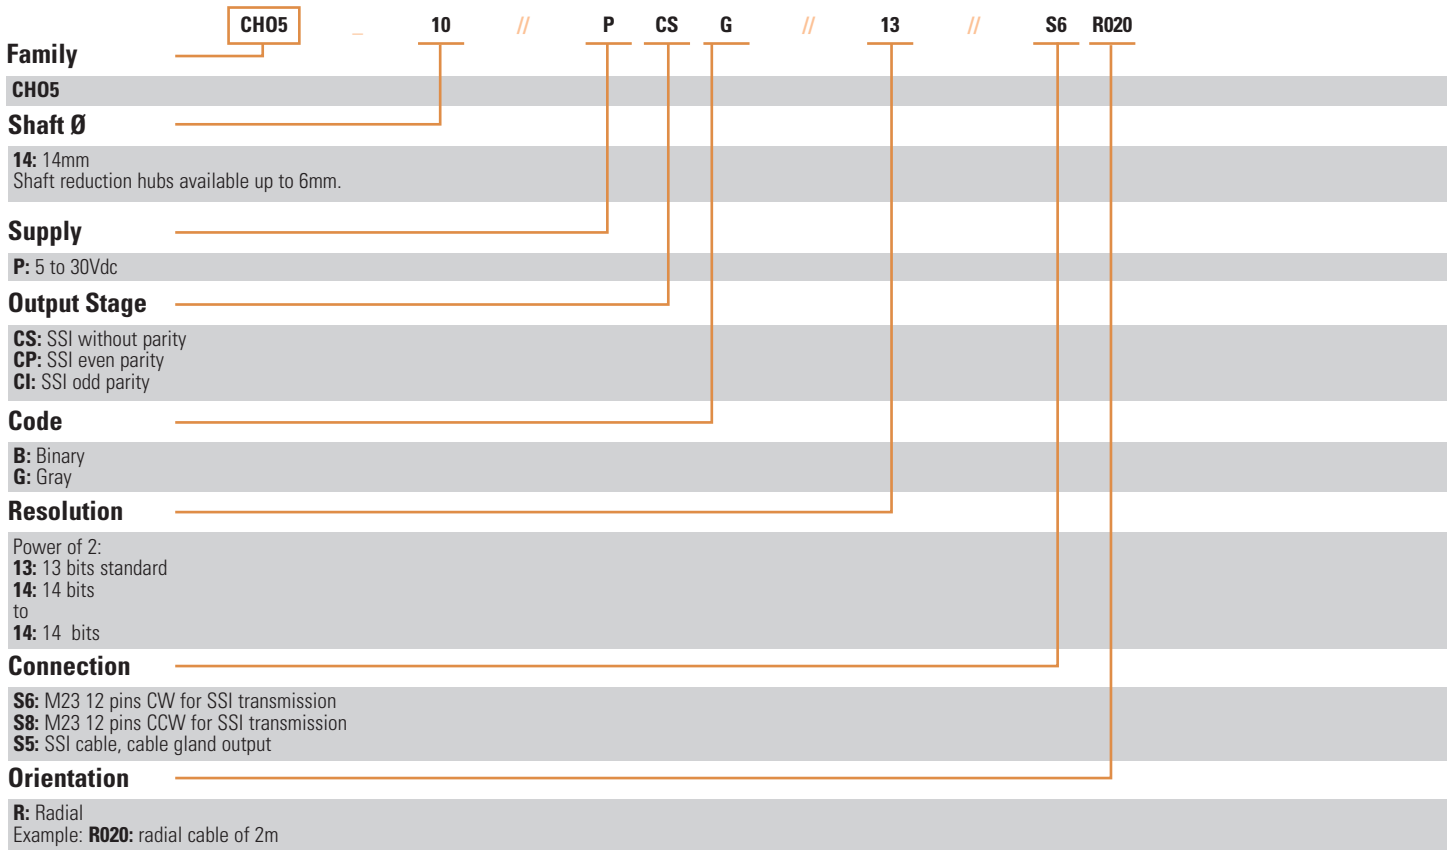 CHO5 _ 10 // P CS G // 13 // S6 R020
Family
CHO5
Shaft Ø
14: 14mm
Shaft reduction hubs available up to 6mm.
Supply
P: 5 to 30Vdc
Output Stage
CS: SSI without parity
CP: SSI even parity
CI: SSI odd parity
Code
B: Binary
G: Gray
Resolution
Power of 2:
13: 13 bits standard
14: 14 bits
to
14: 14 bits
Connection
S6: M23 12 pins CW for SSI transmission
S8: M23 12 pins CCW for SSI transmission
S5: SSI cable, cable gland output
Orientation
R: Radial
Example: R020: radial cable of 2m